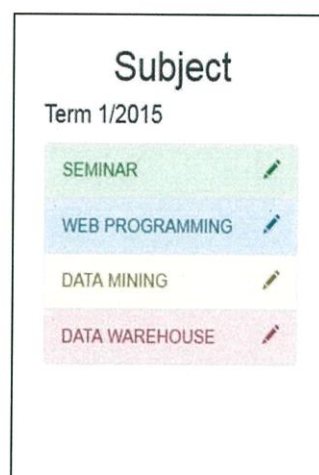 Subject
Term 1/2015
SEMINAR
WEB PROGRAMMING
DATA MINING
DATA WAREHOUSE